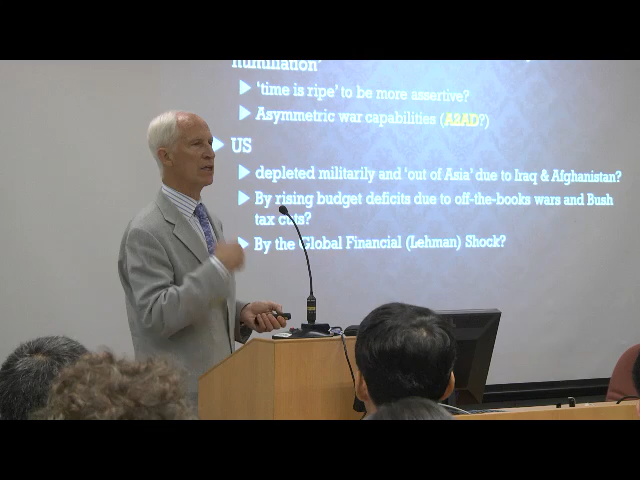 humiliation'
'time is ripe' to be more assertive?
Asymmetric war capabilities (A2AD?)
US
depleted militarily and 'out of Asia' due to Iraq & Afghanistan?
By rising budget deficits due to off-the-books wars and Bush
tax cuts?
By the Global Financial (Lehman) Shock?